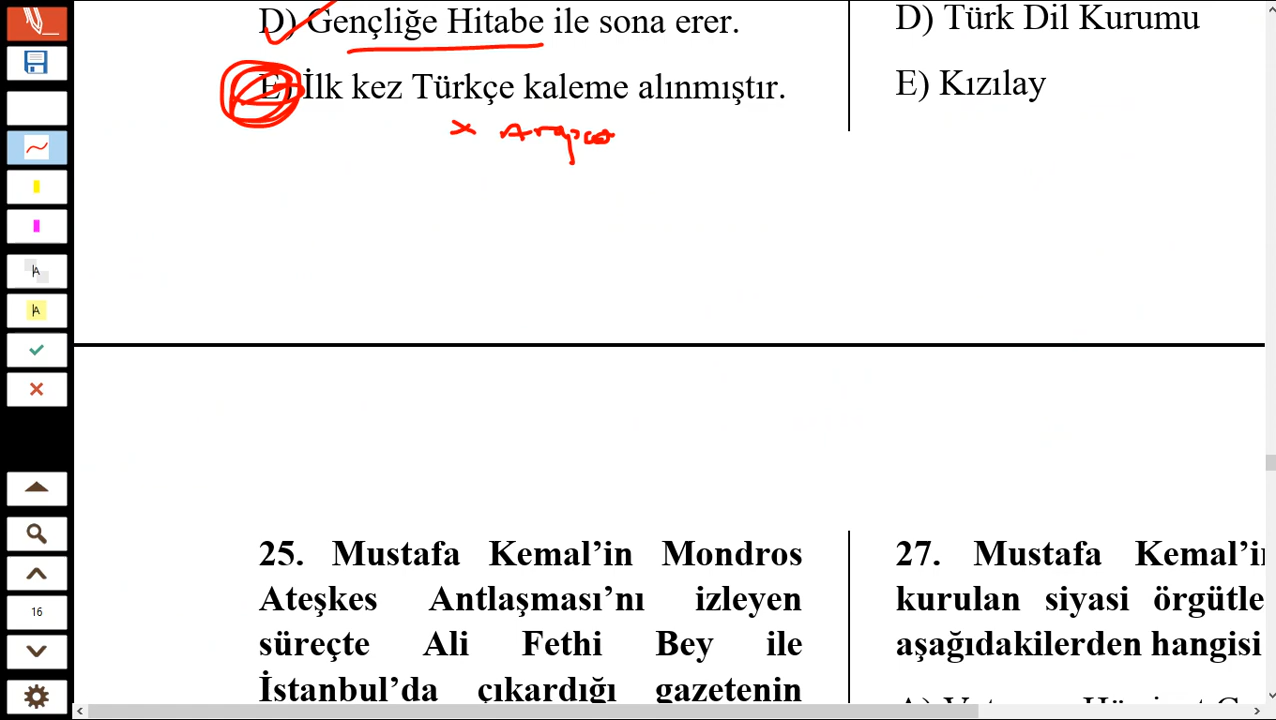 D) Gençliğe Hitabe ile sona erer.
E) İlk kez Türkçe kaleme alınmıştır.
x Arapça
25. Mustafa Kemal’in Mondros
Ateşkes Antlaşması’nı izleyen
süreçte Ali Fethi Bey ile
İstanbul’da çıkardığı gazetenin
D) Türk Dil Kurumu
E) Kızılay
27. Mustafa Kemal’in
kurulan siyasi örgütle
aşağıdakilerden hangisi
A
A
16